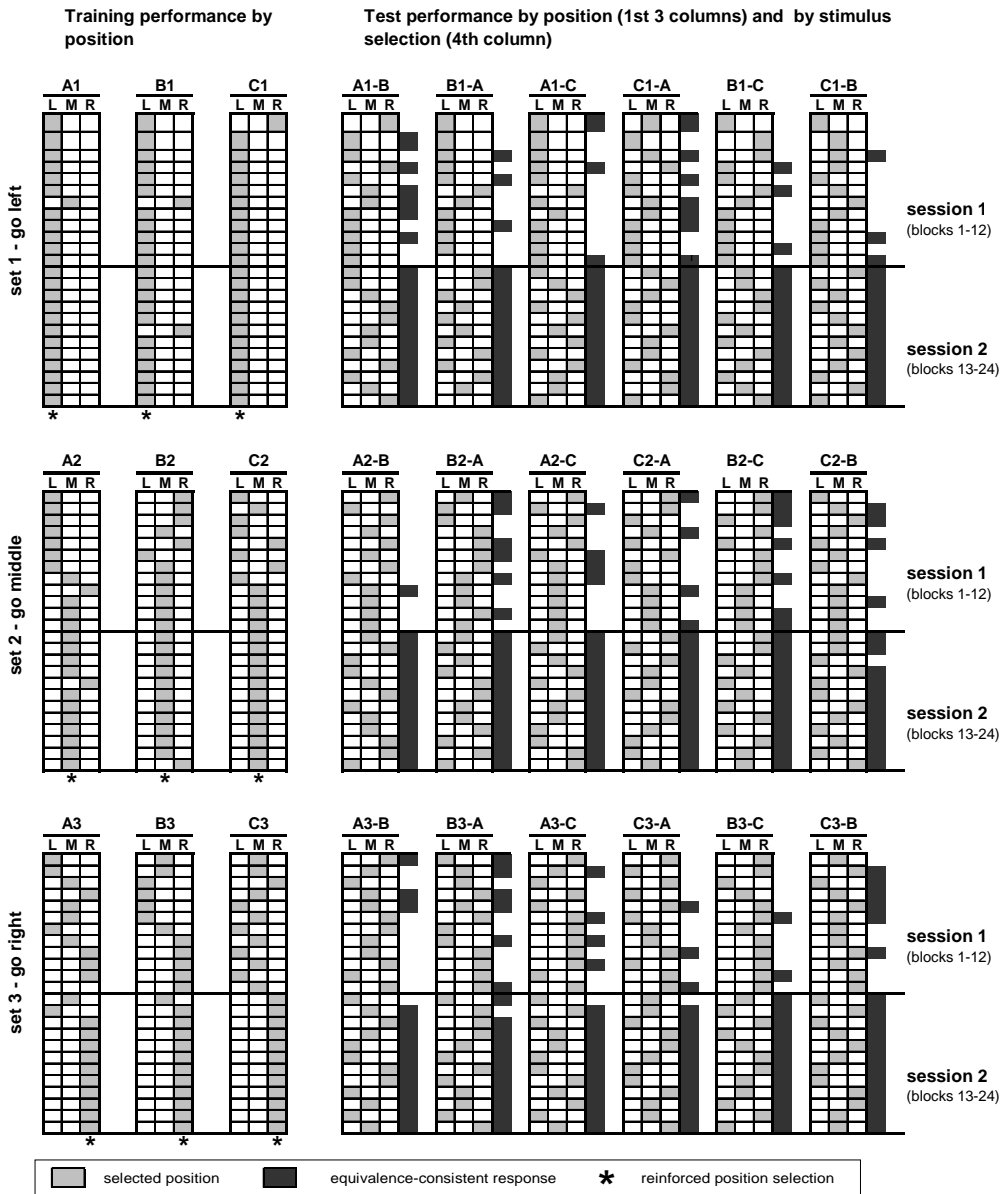 Training performance by position
Test performance by position (1st 3 columns) and by stimulus selection (4th column)
A1 B1 C1 A1-B B1-A A1-C C1-A B1-C C1-B
L M R L M R L M R L M R L M R L M R L M R L M R L M R
set 1 - go left
session 1
(blocks 1-12)
session 2
(blocks 13-24)
* * *
A2 B2 C2 A2-B B2-A A2-C C2-A B2-C C2-B
L M R L M R L M R L M R L M R L M R L M R L M R L M R
set 2 - go middle
session 1
(blocks 1-12)
session 2
(blocks 13-24)
* * *
A3 B3 C3 A3-B B3-A A3-C C3-A B3-C C3-B
L M R L M R L M R L M R L M R L M R L M R L M R L M R
set 3 - go right
session 1
(blocks 1-12)
session 2
(blocks 13-24)
* * *
selected position equivalence-consistent response * reinforced position selection